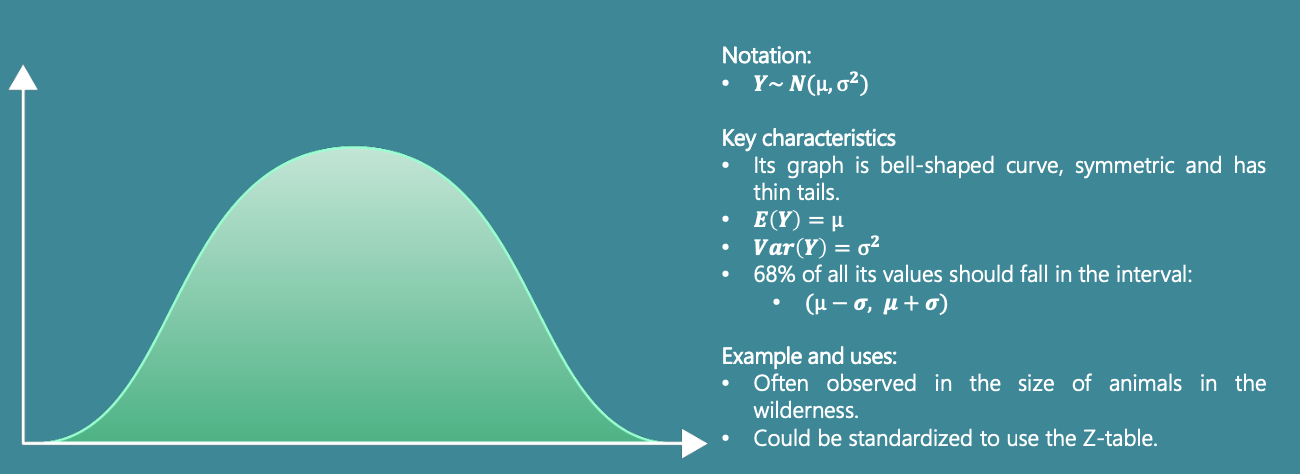 Notation:
• Y~ N(μ, σ²)
Key characteristics
• Its graph is bell-shaped curve, symmetric and has
thin tails.
• E(Y) = μ
• Var(Y) = σ²
• 68% of all its values should fall in the interval:
• (μ − σ, μ + σ)
Example and uses:
• Often observed in the size of animals in the
wilderness.
• Could be standardized to use the Z-table.